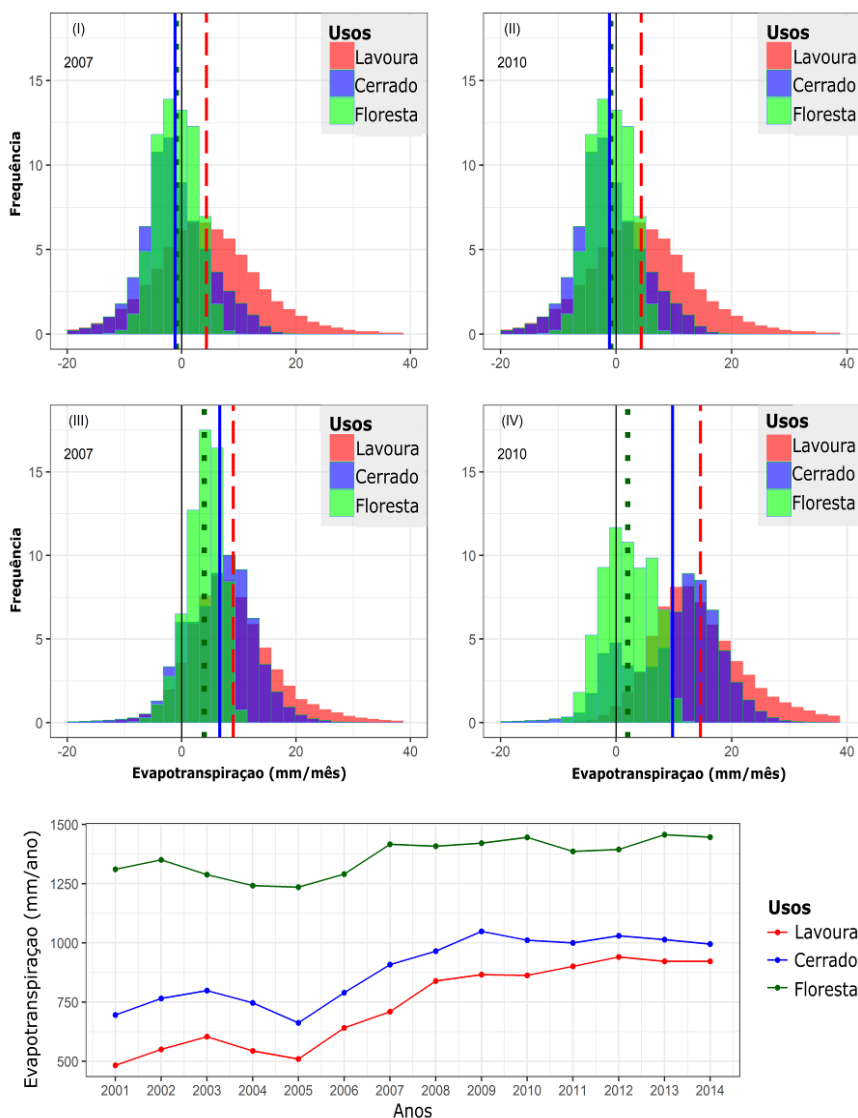 (I)
2007
Usos
Lavoura
Cerrado
Floresta
Frequência
15
10
5
0
-20
0
20
40
(II)
2010
Usos
Lavoura
Cerrado
Floresta
15
10
5
0
-20
0
20
40
(III)
2007
Usos
Lavoura
Cerrado
Floresta
Frequência
15
10
5
0
-20
0
20
40
Evapotranspiraçao (mm/mês)
(IV)
2010
Usos
Lavoura
Cerrado
Floresta
15
10
5
0
-20
0
20
40
Evapotranspiraçao (mm/mês)
Evapotranspiraçao (mm/ano)
1500
1250
1000
750
500
2001 2002 2003 2004 2005 2006 2007 2008 2009 2010 2011 2012 2013 2014
Anos
Usos
Lavoura
Cerrado
Floresta